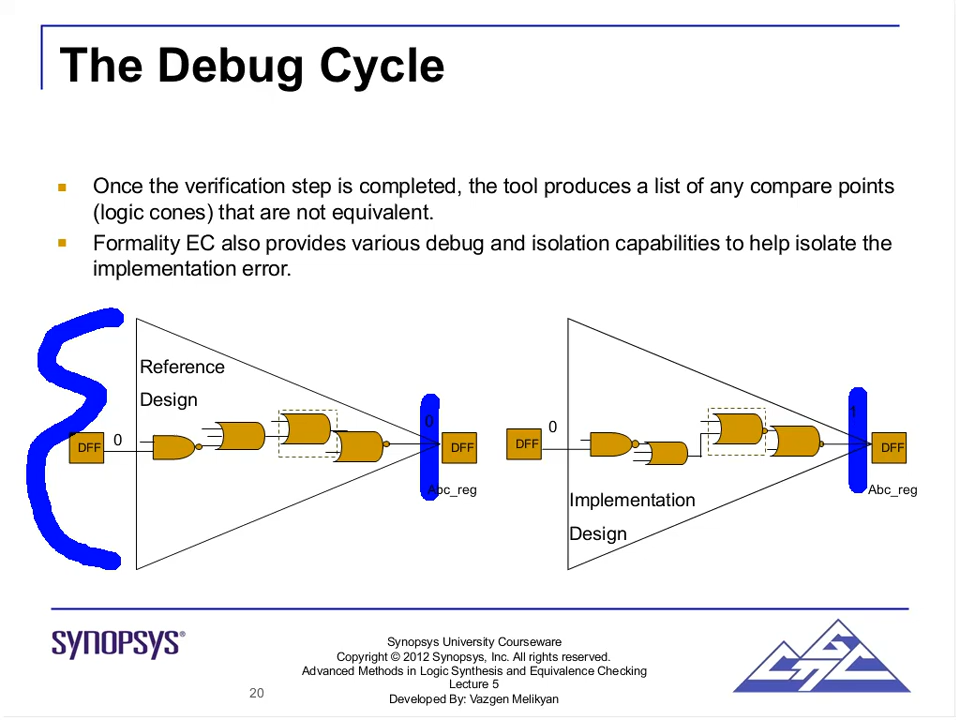 The Debug Cycle
Once the verification step is completed, the tool produces a list of any compare points
(logic cones) that are not equivalent.
Formality EC also provides various debug and isolation capabilities to help isolate the
implementation error.
Reference
Design
DFF
0
0
DFF
Abc_reg
DFF
0
1
DFF
Abc_reg
Implementation
Design
SYNOPSYS®
Synopsys University Courseware
Copyright © 2012 Synopsys, Inc. All rights reserved.
Advanced Methods in Logic Synthesis and Equivalence Checking
Lecture 5
20
Developed By: Vazgen Melikyan